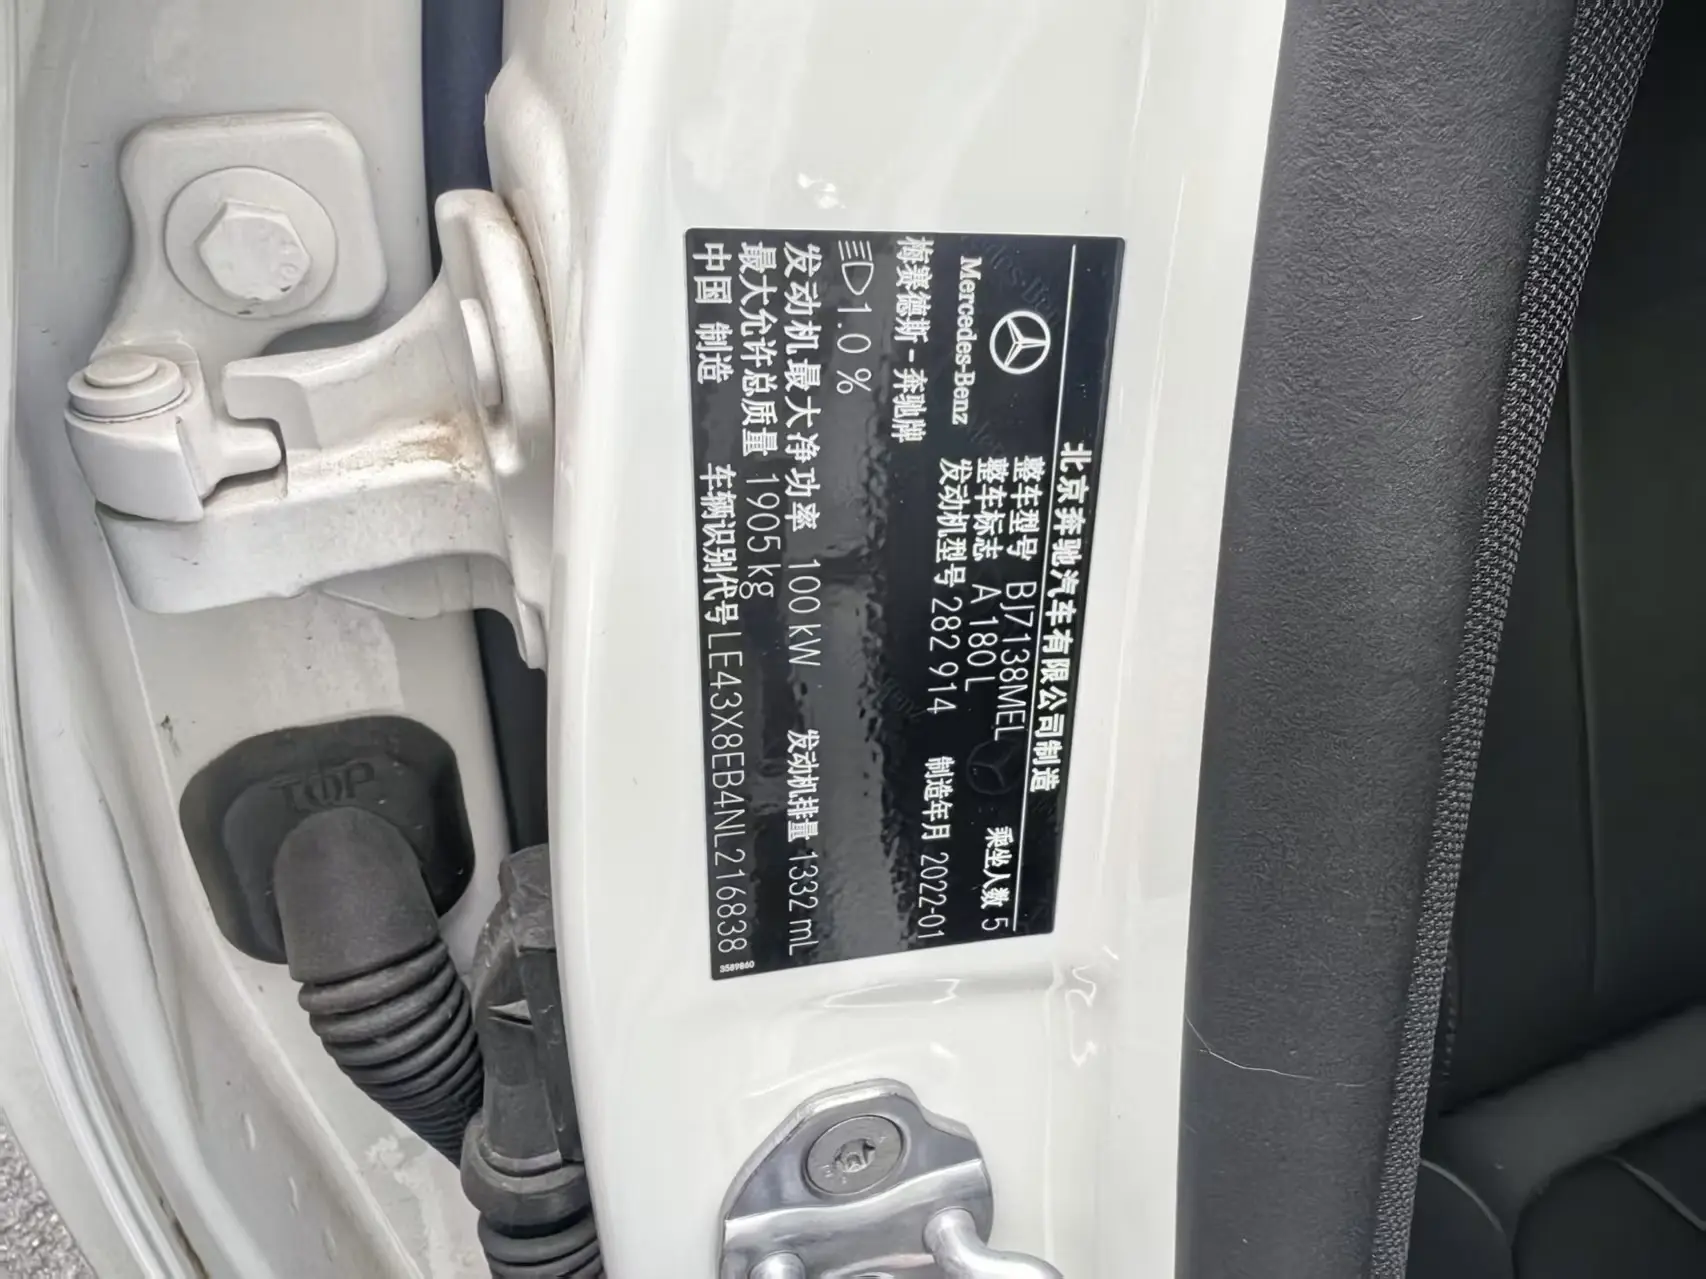 北京奔驰汽车有限公司制造
Mercedes-Benz
梅赛德斯-奔驰牌
整车型号 BJ7138MEL 乘坐人数 5
整车标志 A 180 L
发动机型号 282 914 制造年月 2022-01
1.0 %
发动机最大净功率 100 kW 发动机排量 1332 mL
最大允许总质量 1905 kg
中国 制造 车辆识别代号 LE43X8EB4NL216838
3589860
TOP